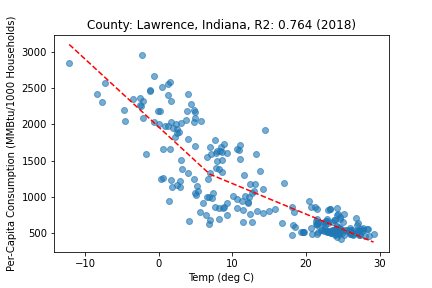 County: Lawrence, Indiana, R2: 0.764 (2018)
Per-Capita Consumption (MMBtu/1000 Households)
3000
2500
2000
1500
1000
500
−10 0 10 20 30
Temp (deg C)